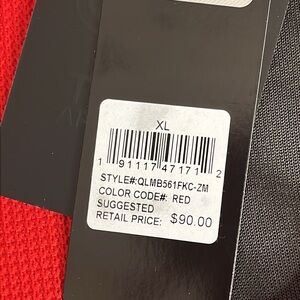 XL
1 91117 47171 2
STYLE#:QLMB561FKC-ZM
COLOR CODE#: RED
SUGGESTED
RETAIL PRICE: $90.00